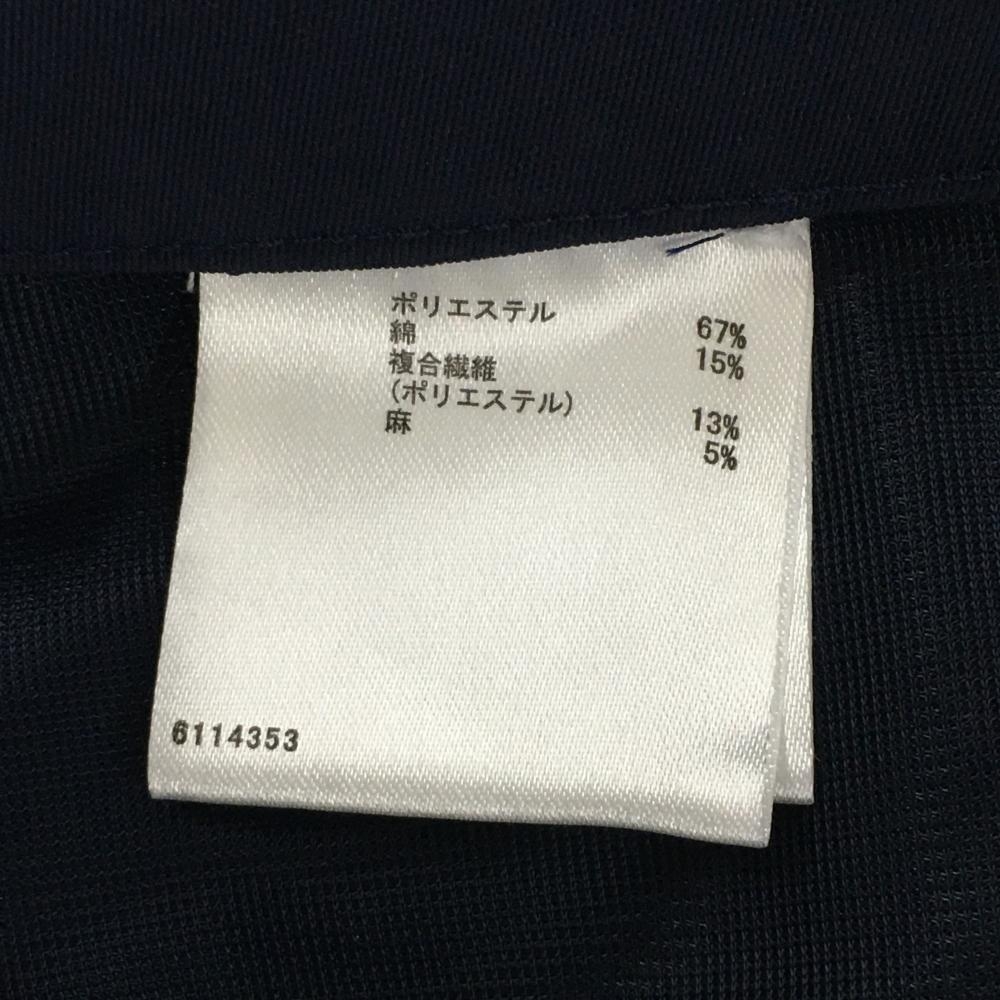 ポリエステル 67%
綿 15%
複合繊維
(ポリエステル) 13%
麻 5%
6114353